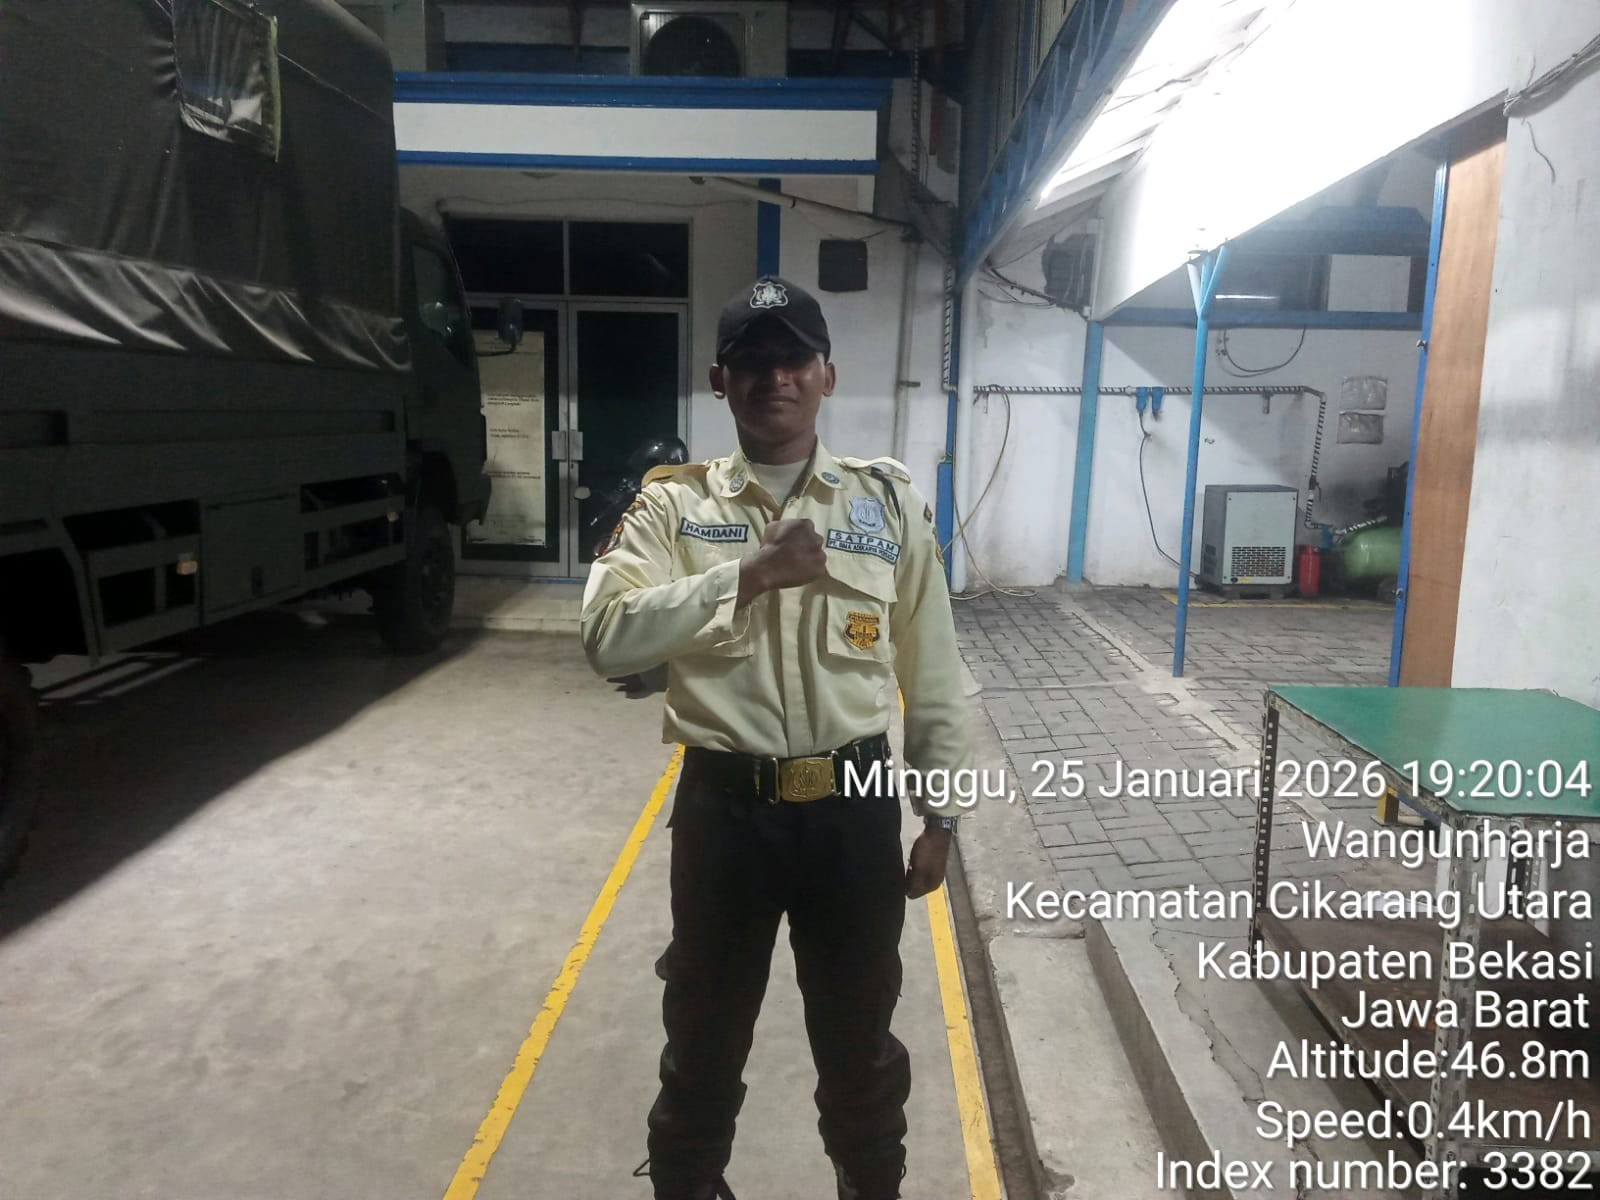 HAMDANI
SATPAM
Minggu, 25 Januari 2026 19:20:04
Wangunharja
Kecamatan Cikarang Utara
Kabupaten Bekasi
Jawa Barat
Altitude:46.8m
Speed:0.4km/h
Index number: 3382